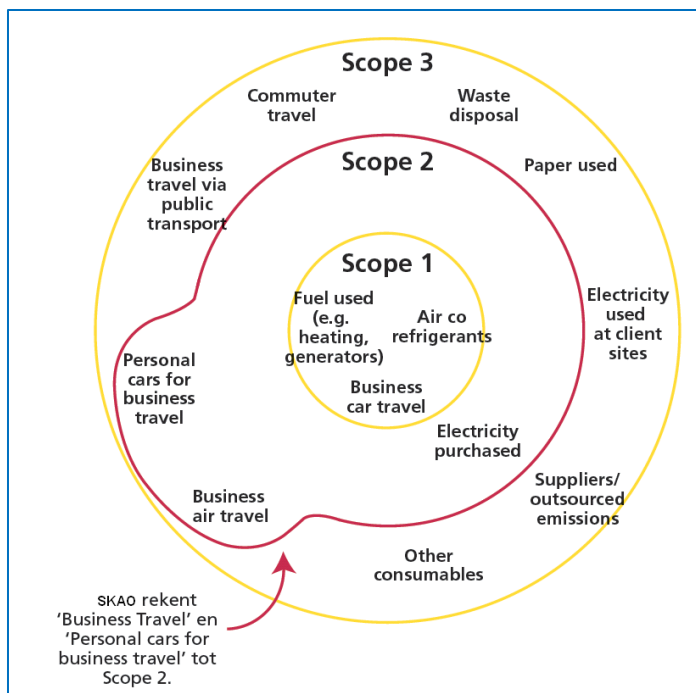 Scope 3
Commuter
travel
Waste
disposal
Business
travel via
public
transport
Scope 2
Paper used
Scope 1
Fuel used
(e.g.
heating,
generators)
Air co
refrigerants
Business
car travel
Electricity
used
at client
sites
Personal
cars for
business
travel
Electricity
purchased
Business
air travel
Suppliers/
outsourced
emissions
Other
consumables
SKAO rekent
‘Business Travel’ en
‘Personal cars for
business travel’ tot
Scope 2.